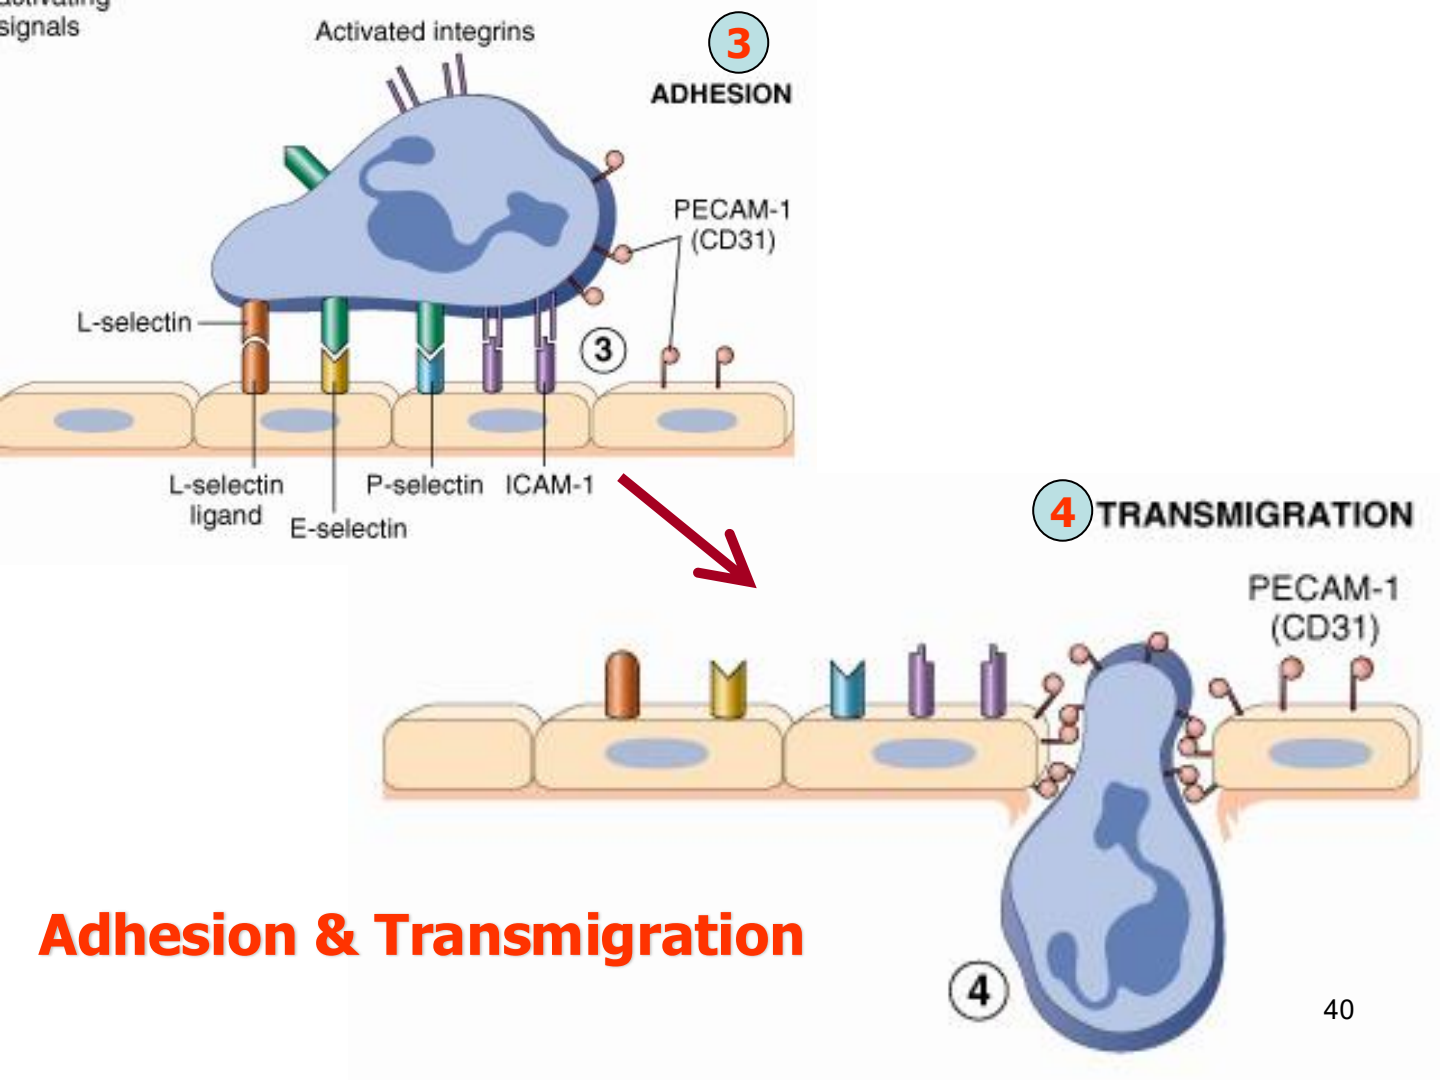 signals
Activated integrins
3
ADHESION
PECAM-1
(CD31)
L-selectin
3
L-selectin
ligand
E-selectin
P-selectin
ICAM-1
4
TRANSMIGRATION
PECAM-1
(CD31)
Adhesion & Transmigration
4
40